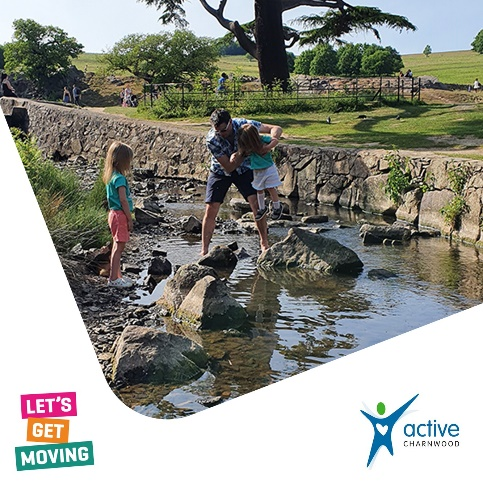 LET'S
GET
MOVING
active
CHARNWOOD